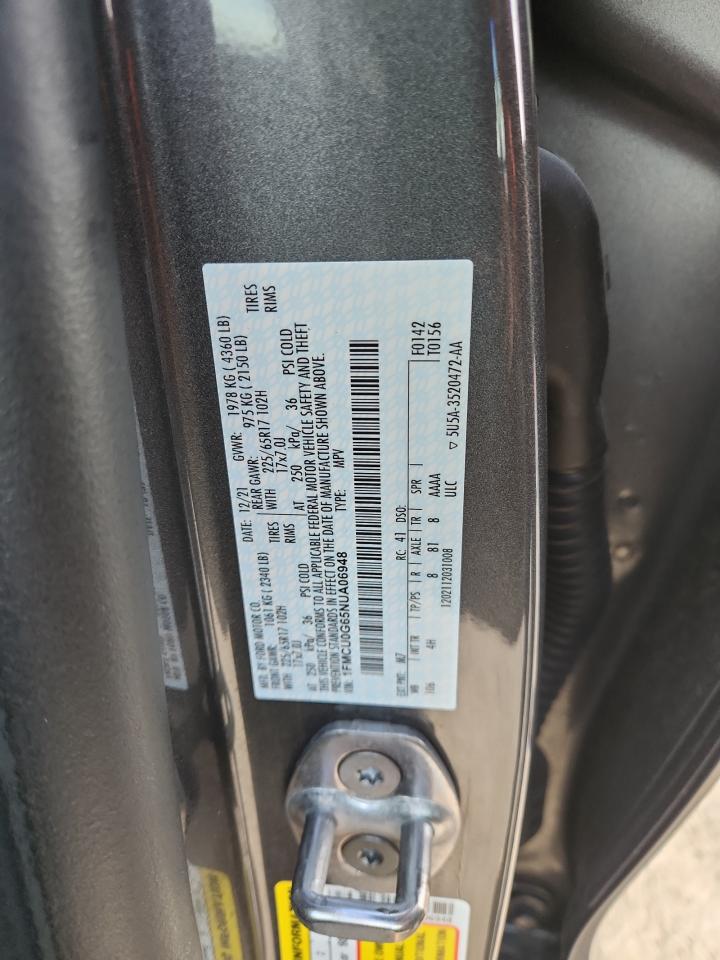 MFD. BY FORD MOTOR CO. DATE: 12/21 GVWR: 1978 KG ( 4360 LB)
FRONT GAWR: 1061 KG ( 2340 LB) REAR GAWR: 975 KG ( 2150 LB)
WITH 225/65R17 102H TIRES WITH 225/65R17 102H TIRES
17x7.0J RIMS 17x7.0J RIMS
AT 250 kPa/ 36 PSI COLD AT 250 kPa/ 36 PSI COLD
THIS VEHICLE CONFORMS TO ALL APPLICABLE FEDERAL MOTOR VEHICLE SAFETY AND THEFT
PREVENTION STANDARDS IN EFFECT ON THE DATE OF MANUFACTURE SHOWN ABOVE.
VIN: 1FMCU0G65NUA06948 TYPE: MPV
EXT PNT: M7 RC: 41 DSO: F0142
WB INT TR TP/PS R AXLE TR SPR T0156
106 4H 8 81 8 AAAA
ULC
1202112031008 ▽ 5U5A-3520472-AA